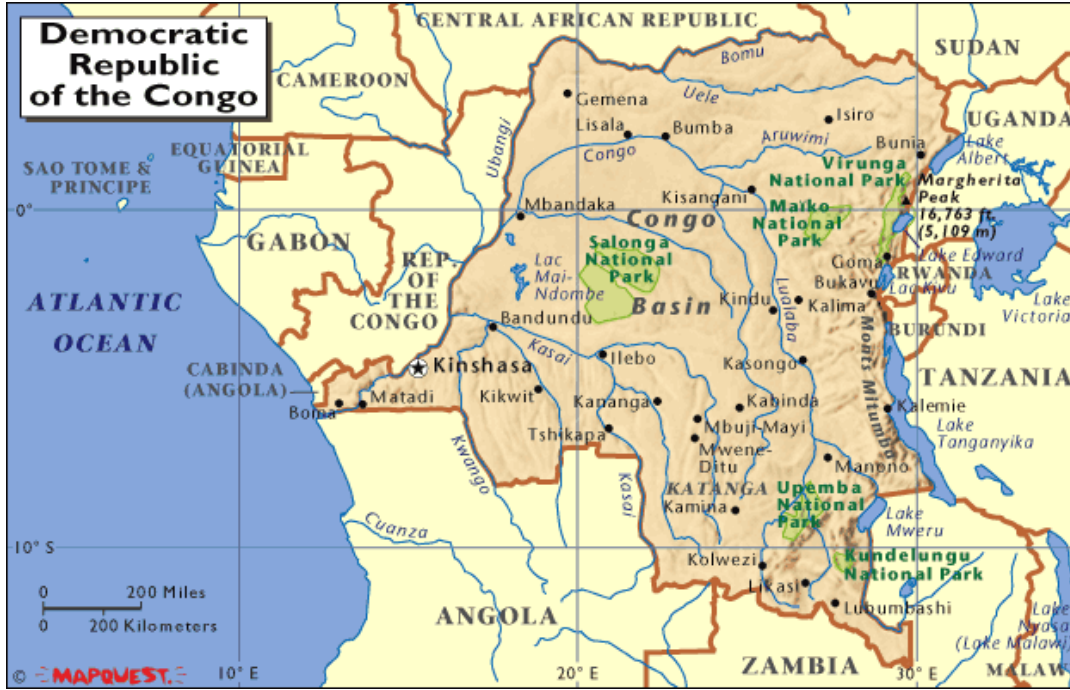 Democratic
Republic
of the Congo
CENTRAL AFRICAN REPUBLIC
SUDAN
CAMEROON
Bomu
Uele
Gemena
Isiro
UGANDA
Lisala
Bumba
Aruwimi
Bunia
Lake
Albert
Ubangi
Congo
EQUATORIAL
GUINEA
SAO TOME &
PRINCIPE
Virunga
National Park
Margherita
Peak
16,763 ft.
(5,109 m)
Kisangani
Maiko
National
Park
0°
Mbandaka
Congo
Basin
GABON
REP.
OF
THE
CONGO
Salonga
National
Park
Lac
Mai-
Ndombe
Goma
Lake Edward
RWANDA
Bukavu
Lac Kivu
Lake
Victoria
ATLANTIC
OCEAN
Kindu
Lualaba
Kalima
BURUNDI
Bandundu
Kasai
Ilebo
Kasongo
Monts Mitumba
TANZANIA
CABINDA
(ANGOLA)
Kinshasa
Boma
Matadi
Kikwit
Kananga
Kabinda
Kalemie
Lake
Tanganyika
Tshikapa
Mbuji-Mayi
Mwene-
Ditu
Kwango
Kasai
Manono
KATANGA
Upemba
National
Park
Kamina
Lake
Mweru
Cuanza
10° S
Kolwezi
Kundelungu
National Park
Likasi
Lubumbashi
0 200 Miles
0 200 Kilometers
ANGOLA
Lake
Nyasa
(Lake Malawi)
ZAMBIA
MALAW
© MAPQUEST.
10° E
20°
30° E